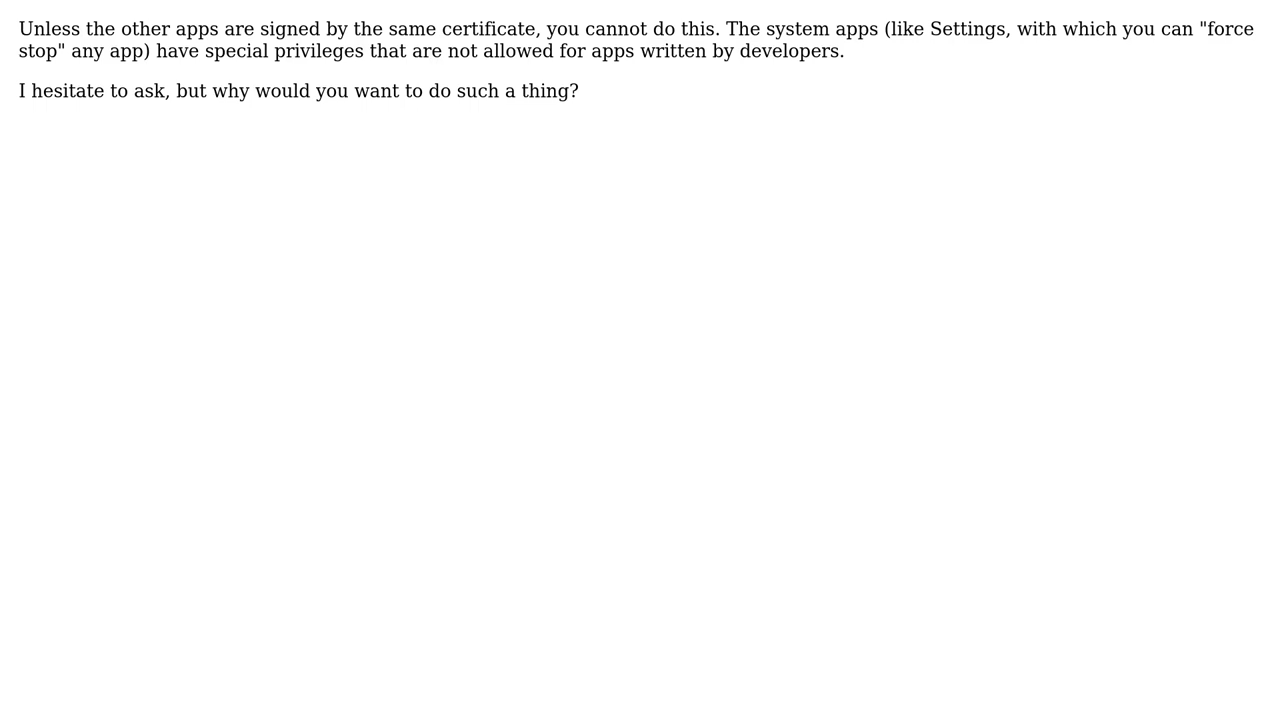 Unless the other apps are signed by the same certificate, you cannot do this. The system apps (like Settings, with which you can "force
stop" any app) have special privileges that are not allowed for apps written by developers.
I hesitate to ask, but why would you want to do such a thing?